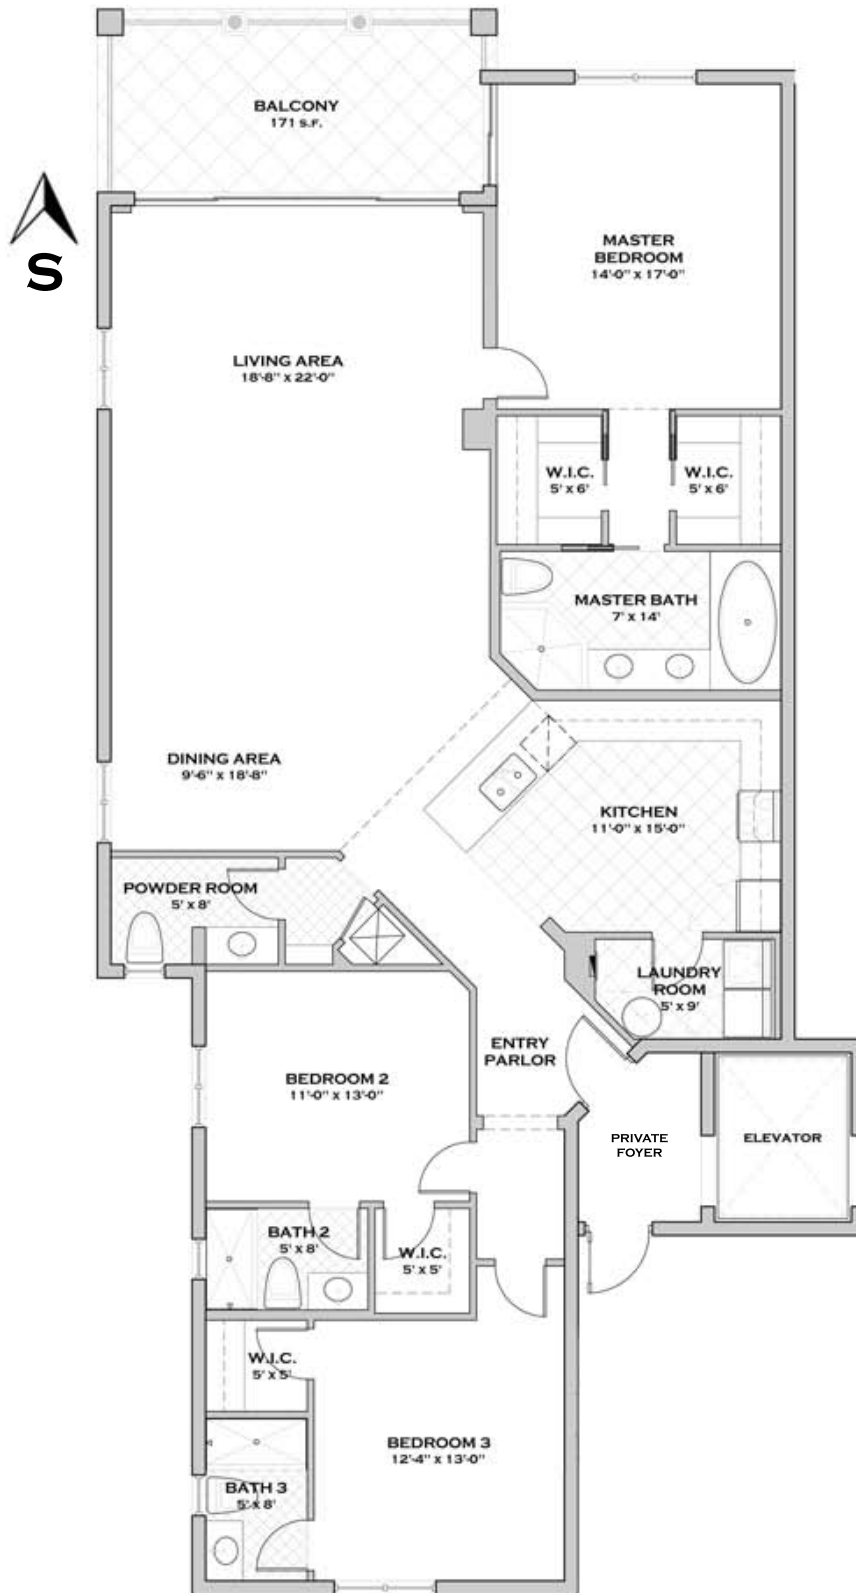 BALCONY
171 S.F.
S
MASTER
BEDROOM
14'-0" X 17'-0"
LIVING AREA
18'-8" X 22'-0"
W.I.C.
5' X 6'
W.I.C.
5' X 6'
MASTER BATH
7' X 14'
DINING AREA
9'-6" X 18'-8"
KITCHEN
11'-0" X 15'-0"
POWDER ROOM
5' X 8'
LAUNDRY
ROOM
5' X 9'
ENTRY
PARLOR
BEDROOM 2
11'-0" X 13'-0"
PRIVATE
FOYER
ELEVATOR
BATH 2
5' X 8'
W.I.C.
5' X 5'
W.I.C.
5' X 5'
BEDROOM 3
12'-4" X 13'-0"
BATH 3
5' X 8'